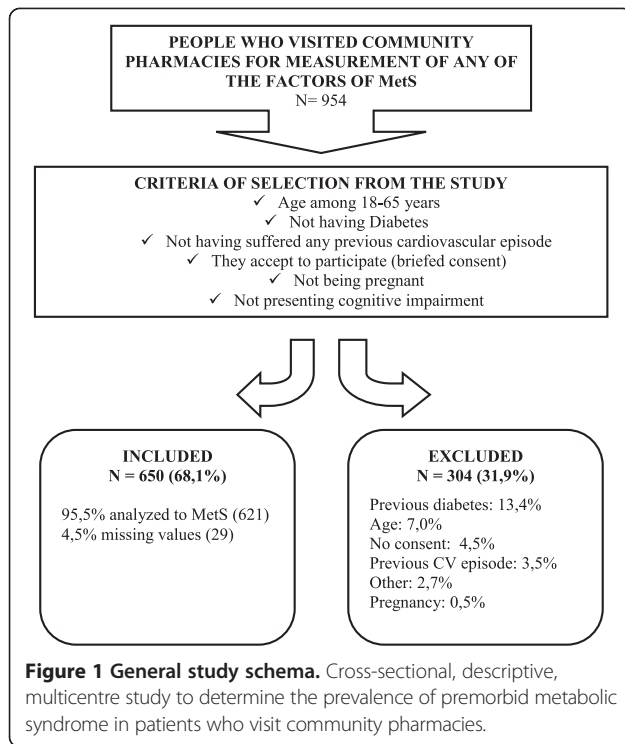 PEOPLE WHO VISITED COMMUNITY
PHARMACIES FOR MEASUREMENT OF ANY OF
THE FACTORS OF MetS
N= 954
CRITERIA OF SELECTION FROM THE STUDY
✓ Age among 18-65 years
✓ Not having Diabetes
✓ Not having suffered any previous cardiovascular episode
✓ They accept to participate (briefed consent)
✓ Not being pregnant
✓ Not presenting cognitive impairment
INCLUDED
N = 650 (68,1%)
95,5% analyzed to MetS (621)
4,5% missing values (29)
EXCLUDED
N = 304 (31,9%)
Previous diabetes: 13,4%
Age: 7,0%
No consent: 4,5%
Previous CV episode: 3,5%
Other: 2,7%
Pregnancy: 0,5%
Figure 1 General study schema. Cross-sectional, descriptive,
multicentre study to determine the prevalence of premorbid metabolic
syndrome in patients who visit community pharmacies.